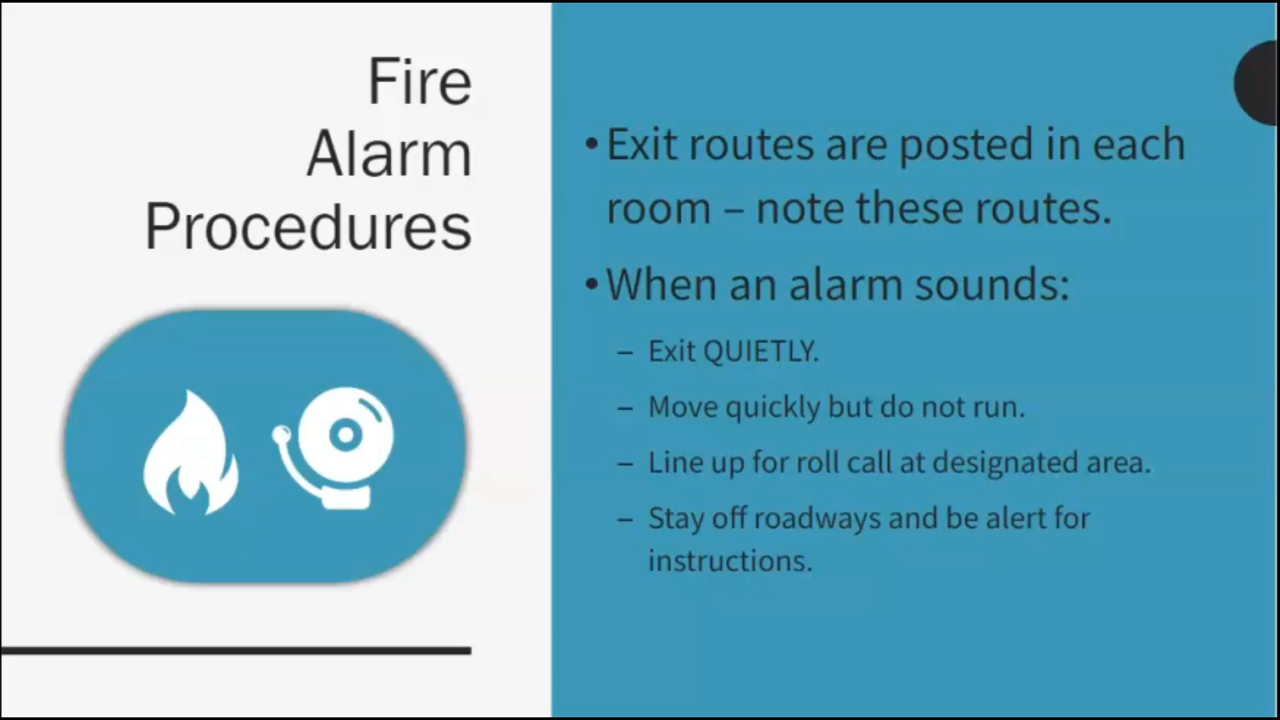 Fire
Alarm
Procedures
• Exit routes are posted in each
room – note these routes.
• When an alarm sounds:
– Exit QUIETLY.
– Move quickly but do not run.
– Line up for roll call at designated area.
– Stay off roadways and be alert for
instructions.